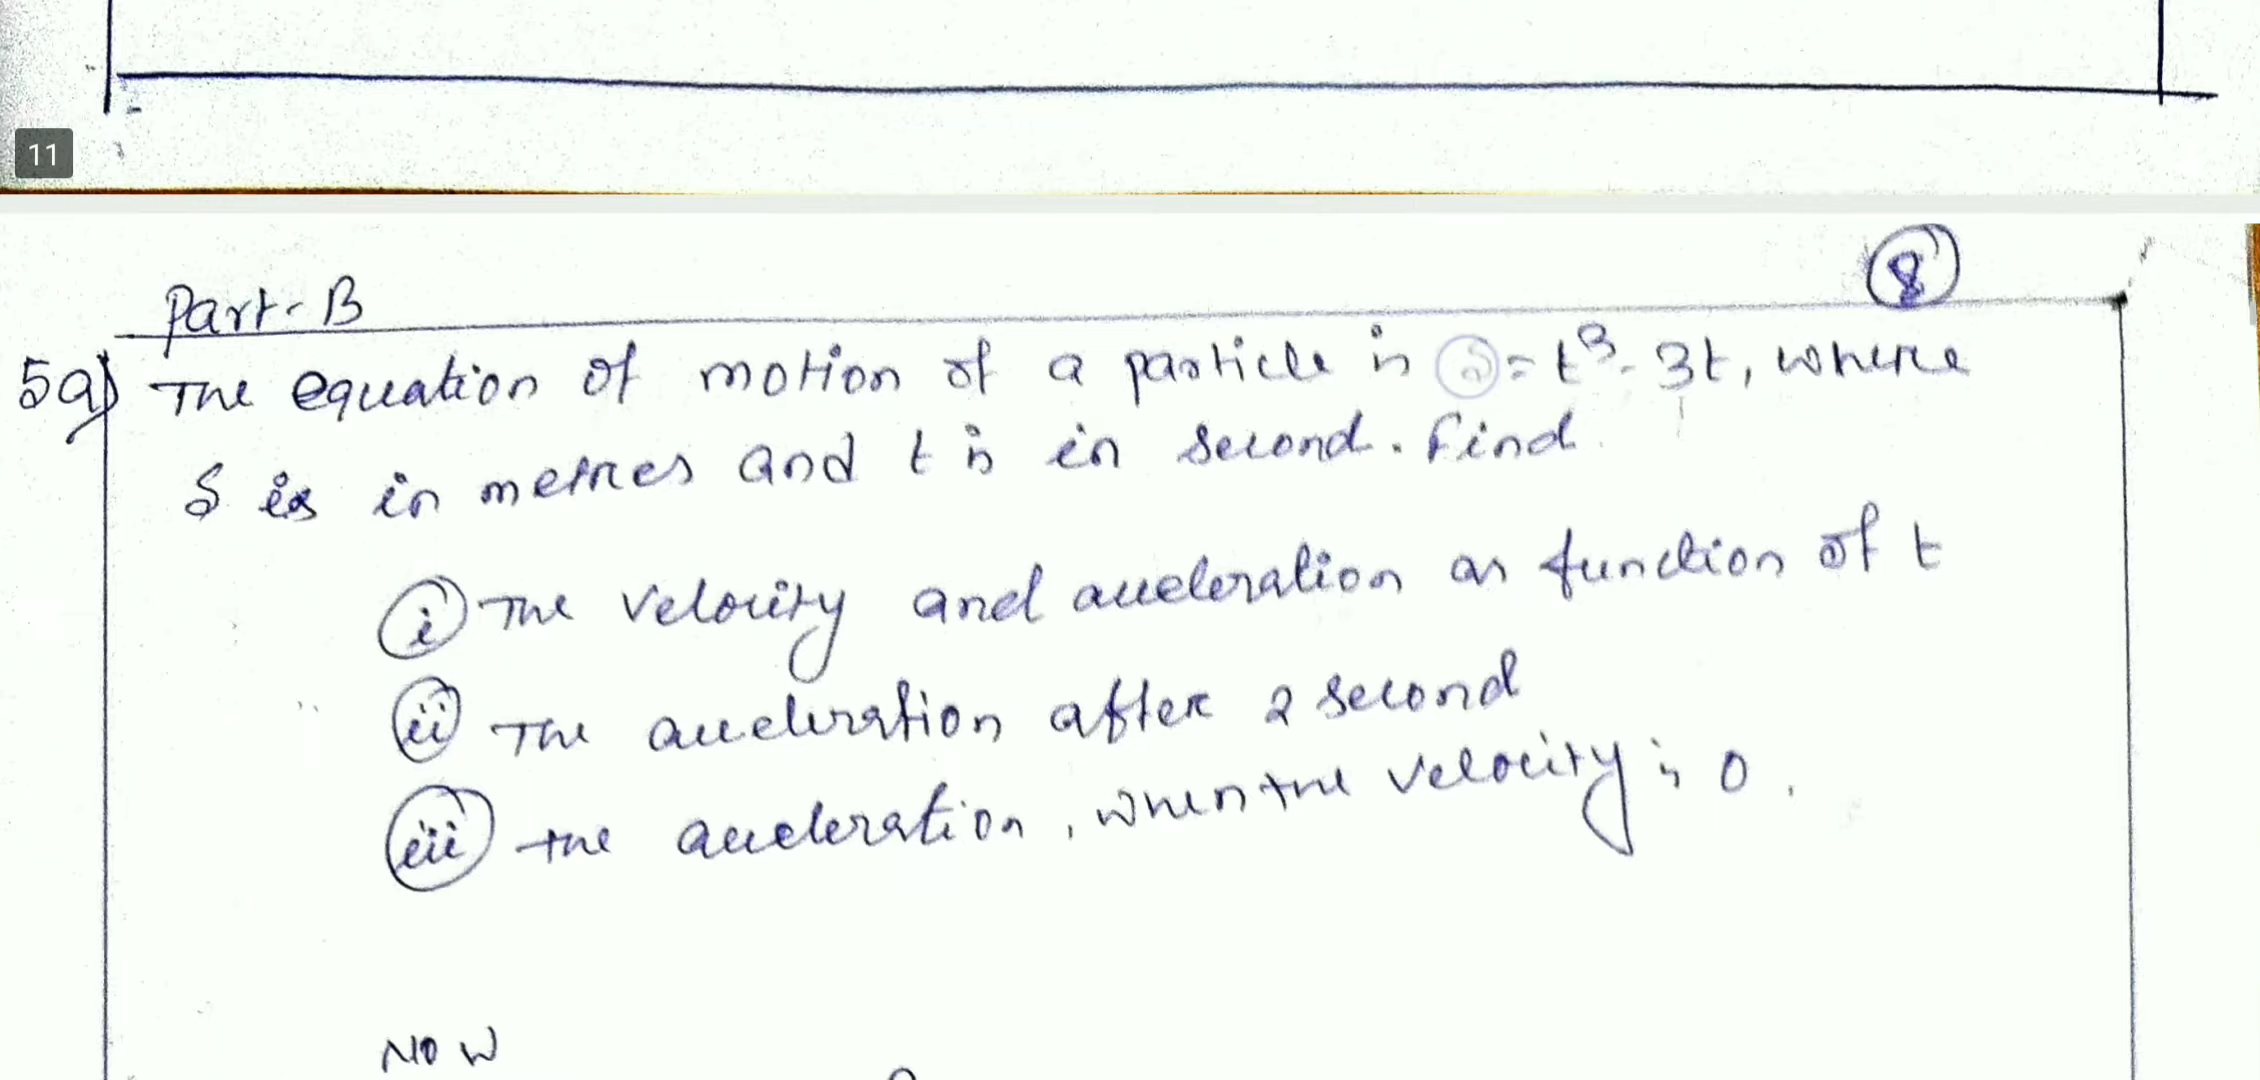 11
8
Part-B
5a) The equation of motion of a particle is s = t³- 3t, where
s is in metres and t is in second. Find
(i) The velocity and acceleration as function of t
(ii) The acceleration after 2 second
(iii) the acceleration, when the velocity is 0.
NOW